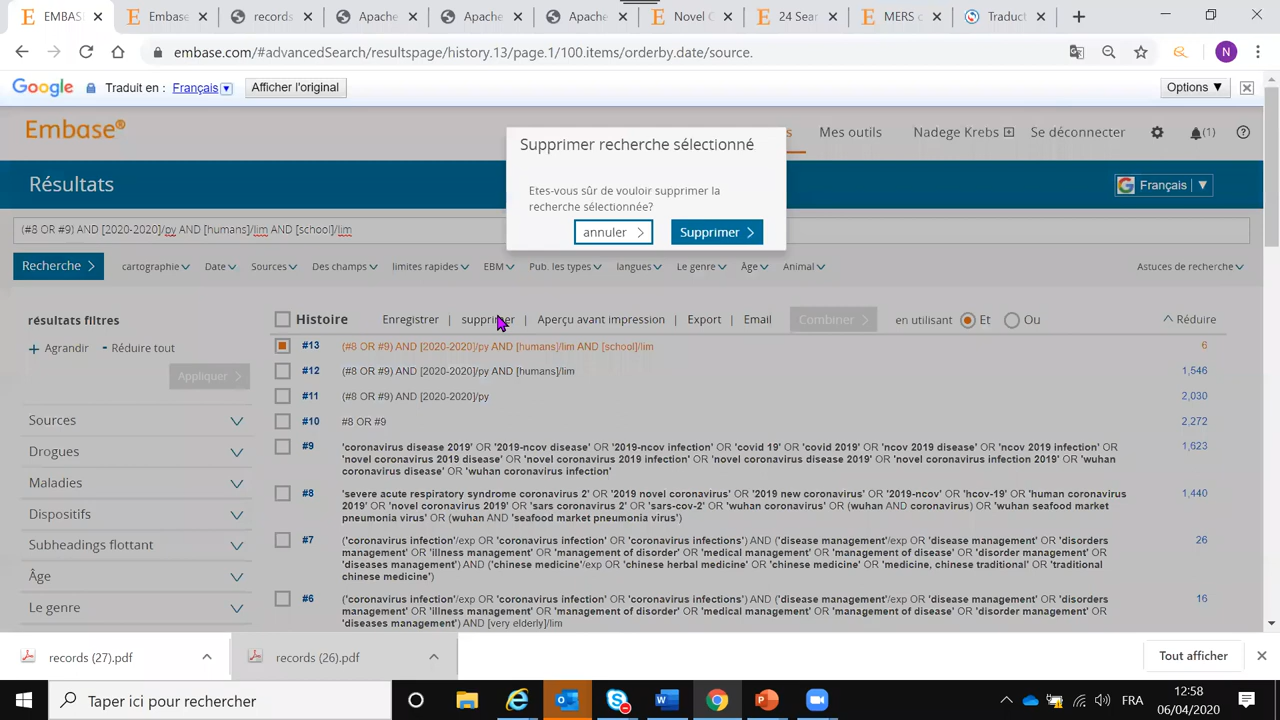 EMBAS
Embase
records
Apache
Apache
Apache
Novel C
24 Sear
MERS c
Traduct
embase.com/#advancedSearch/resultspage/history.13/page.1/100.items/orderby.date/source.
N
Google Traduit en : Français Afficher l'original Options ▼
Embase®
s Mes outils Nadege Krebs Se déconnecter (1)
Supprimer recherche sélectionné
Etes-vous sûr de vouloir supprimer la
recherche sélectionnée?
annuler Supprimer
Résultats
G Français ▼
(#8 OR #9) AND [2020-2020]/py AND [humans]/lim AND [school]/lim
Recherche cartographie Date Sources Des champs limites rapides EBM Pub. les types langues Le genre Âge Animal Astuces de recherche
résultats filtres
+ Agrandir - Réduire tout
Appliquer
Sources
Drogues
Maladies
Dispositifs
Subheadings flottant
Âge
Le genre
Histoire Enregistrer | supprimer | Aperçu avant impression | Export | Email Combiner en utilisant Et Ou Réduire
#13 (#8 OR #9) AND [2020-2020]/py AND [humans]/lim AND [school]/lim 6
#12 (#8 OR #9) AND [2020-2020]/py AND [humans]/lim 1,546
#11 (#8 OR #9) AND [2020-2020]/py 2,030
#10 #8 OR #9 2,272
#9 'coronavirus disease 2019' OR '2019-ncov disease' OR '2019-ncov infection' OR 'covid 19' OR 'covid 2019' OR 'ncov 2019 disease' OR 'ncov 2019 infection' OR 1,623
'novel coronavirus 2019 disease' OR 'novel coronavirus 2019 infection' OR 'novel coronavirus disease 2019' OR 'novel coronavirus infection 2019' OR 'wuhan
coronavirus disease' OR 'wuhan coronavirus infection'
#8 'severe acute respiratory syndrome coronavirus 2' OR '2019 novel coronavirus' OR '2019 new coronavirus' OR '2019-ncov' OR 'hcov-19' OR 'human coronavirus 1,440
2019' OR 'novel coronavirus 2019' OR 'sars coronavirus 2' OR 'sars-cov-2' OR 'wuhan coronavirus' OR (wuhan AND coronavirus) OR 'wuhan seafood market
pneumonia virus' OR (wuhan AND 'seafood market pneumonia virus')
#7 ('coronavirus infection'/exp OR 'coronavirus infection' OR 'coronavirus infections') AND ('disease management'/exp OR 'disease management' OR 'disorders 26
management' OR 'illness management' OR 'management of disorder' OR 'medical management' OR 'management of disease' OR 'disorder management' OR
'diseases management') AND ('chinese medicine'/exp OR 'chinese herbal medicine' OR 'chinese medicine' OR 'medicine, chinese traditional' OR 'traditional
chinese medicine')
#6 ('coronavirus infection'/exp OR 'coronavirus infection' OR 'coronavirus infections') AND ('disease management'/exp OR 'disease management' OR 'disorders 16
management' OR 'illness management' OR 'management of disorder' OR 'medical management' OR 'management of disease' OR 'disorder management' OR
'diseases management') AND [very elderly]/lim
records (27).pdf
records (26).pdf
Tout afficher
Taper ici pour rechercher
FRA
12:58
06/04/2020